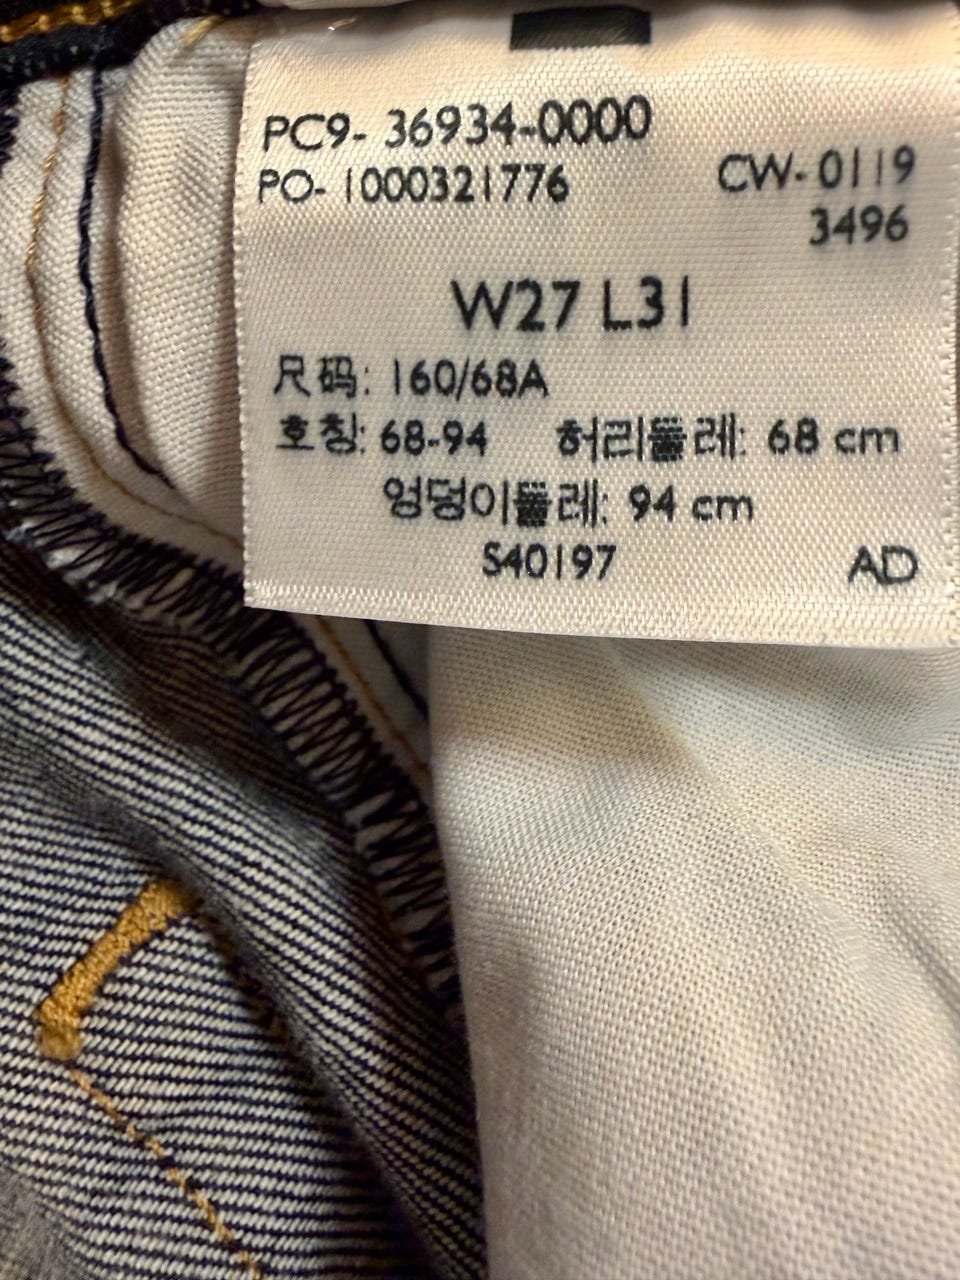 PC9- 36934-0000
PO- 1000321776 CW- 0119
3496
W27 L31
尺码: 160/68A
호칭: 68-94 허리둘레: 68 cm
엉덩이둘레: 94 cm
S40197 AD